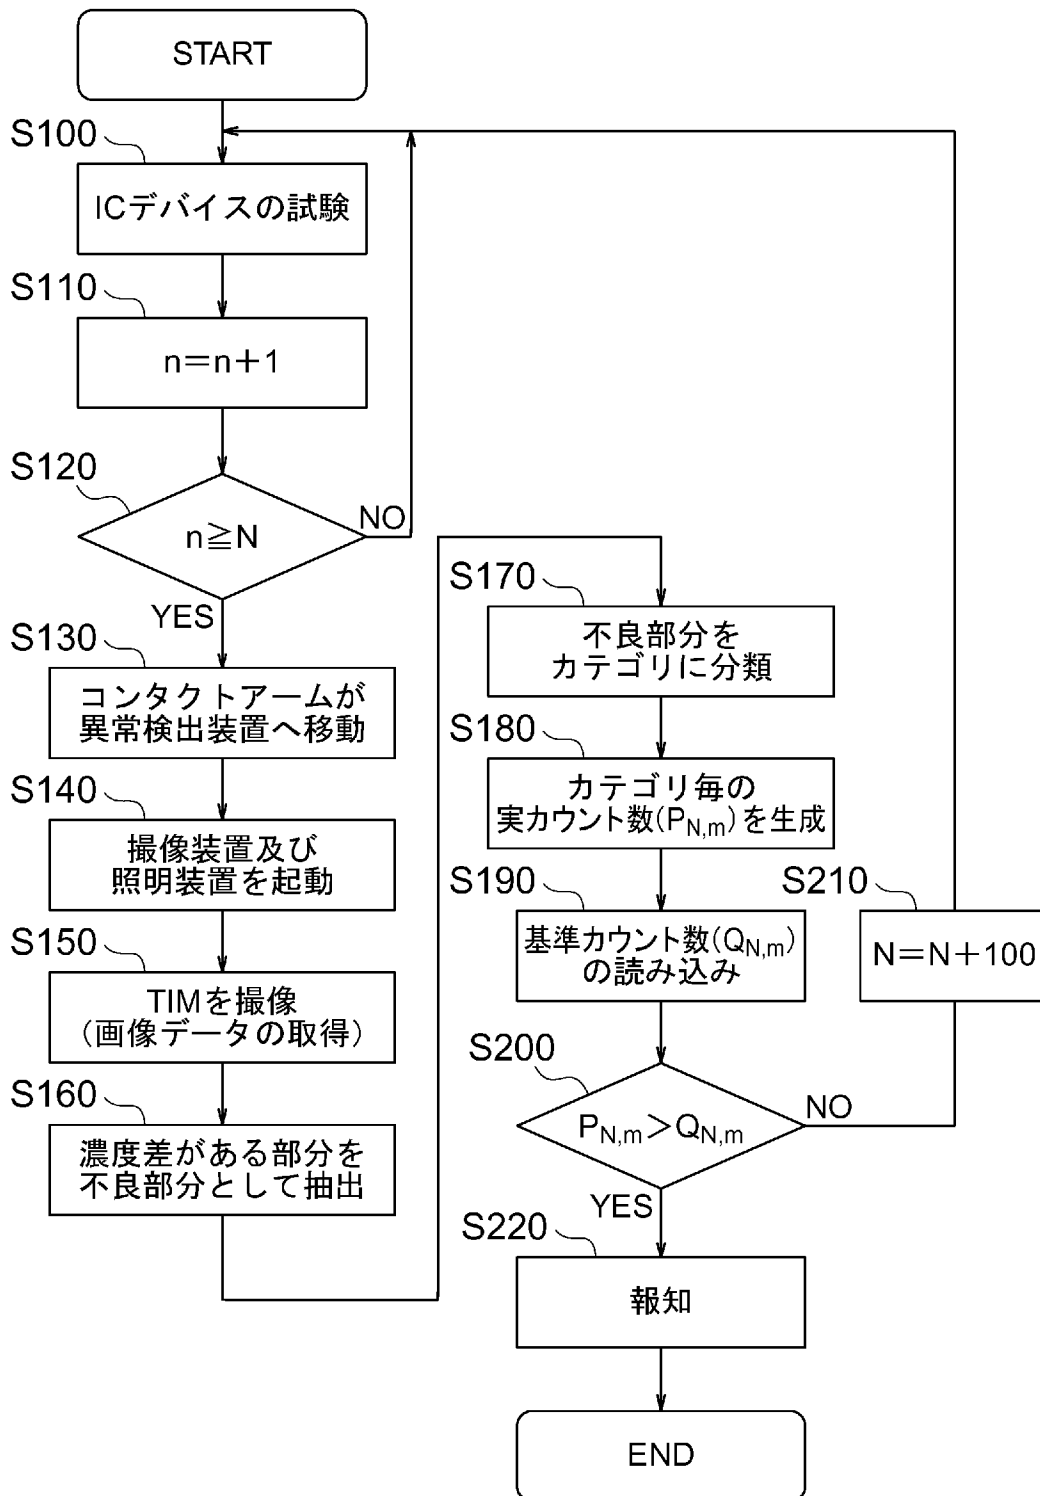 START
S100
ICデバイスの試験
S110
n=n+1
S120
n≧N
NO
YES
S130
コンタクトアームが
異常検出装置へ移動
S140
撮像装置及び
照明装置を起動
S150
TIMを撮像
(画像データの取得)
S160
濃度差がある部分を
不良部分として抽出
S170
不良部分を
カテゴリに分類
S180
カテゴリ毎の
実カウント数(PN,m)を生成
S190
基準カウント数(QN,m)
の読み込み
S200
PN,m>QN,m
NO
YES
S210
N=N+100
S220
報知
END